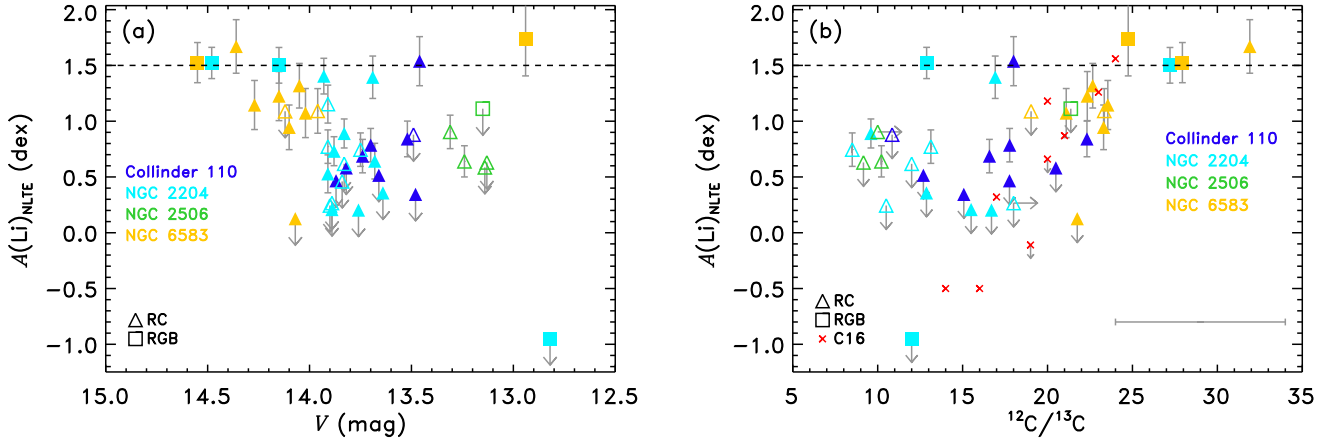 (a)
A(Li)NLTE (dex)
2.0
1.5
1.0
0.5
0.0
−0.5
−1.0
Collinder 110
NGC 2204
NGC 2506
NGC 6583
RC
RGB
15.0 14.5 14.0 13.5 13.0 12.5
V (mag)
(b)
A(Li)NLTE (dex)
2.0
1.5
1.0
0.5
0.0
−0.5
−1.0
Collinder 110
NGC 2204
NGC 2506
NGC 6583
RC
RGB
C16
5 10 15 20 25 30 35
¹²C/¹³C